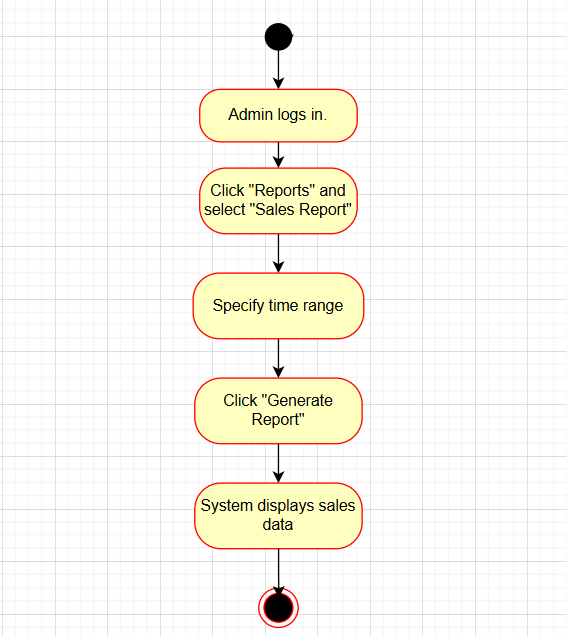 Admin logs in.
Click "Reports" and
select "Sales Report"
Specify time range
Click "Generate
Report"
System displays sales
data